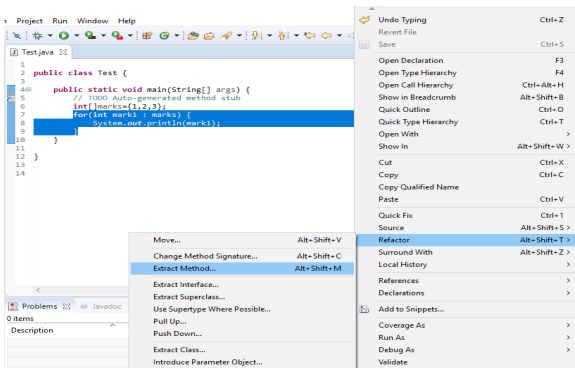 n Project Run Window Help
Test.java
1
2 public class Test {
3
4 public static void main(String[] args) {
5 // TODO Auto-generated method stub
6 int[]marks={1,2,3};
7 for(int mark1 : marks) {
8 System.out.println(mark1);
9 }
10 }
11
12 }
13
14
Problems Javadoc
0 items
Description
Undo Typing Ctrl+Z
Revert File
Save Ctrl+S
Open Declaration F3
Open Type Hierarchy F4
Open Call Hierarchy Ctrl+Alt+H
Show in Breadcrumb Alt+Shift+B
Quick Outline Ctrl+O
Quick Type Hierarchy Ctrl+T
Open With >
Show In Alt+Shift+W >
Cut Ctrl+X
Copy Ctrl+C
Copy Qualified Name
Paste Ctrl+V
Quick Fix Ctrl+1
Source Alt+Shift+S >
Refactor Alt+Shift+T >
Surround With Alt+Shift+Z >
Local History >
References >
Declarations >
Add to Snippets...
Coverage As >
Run As >
Debug As >
Validate
Move... Alt+Shift+V
Change Method Signature... Alt+Shift+C
Extract Method... Alt+Shift+M
Extract Interface...
Extract Superclass...
Use Supertype Where Possible...
Pull Up...
Push Down...
Extract Class...
Introduce Parameter Object...